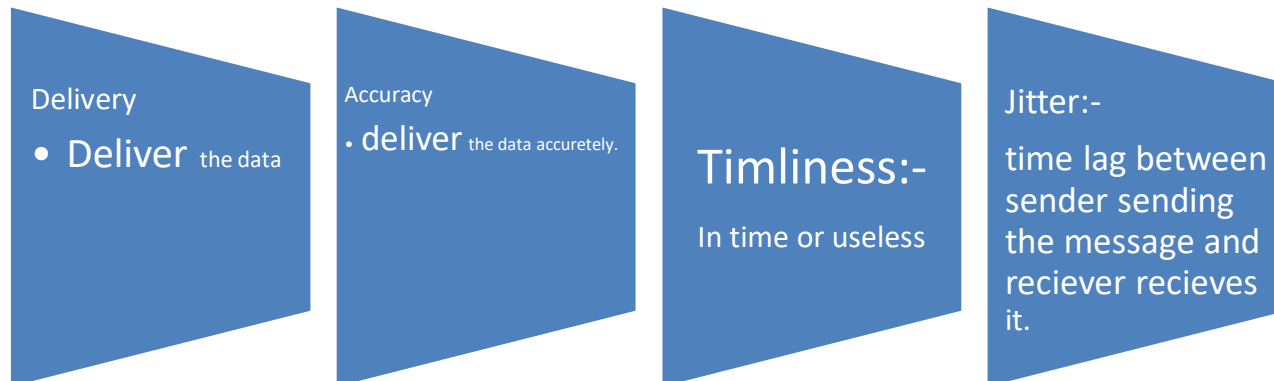 Delivery
• Deliver the data
Accuracy
• deliver the data accuretely.
Timliness:-
In time or useless
Jitter:-
time lag between
sender sending
the message and
reciever recieves
it.